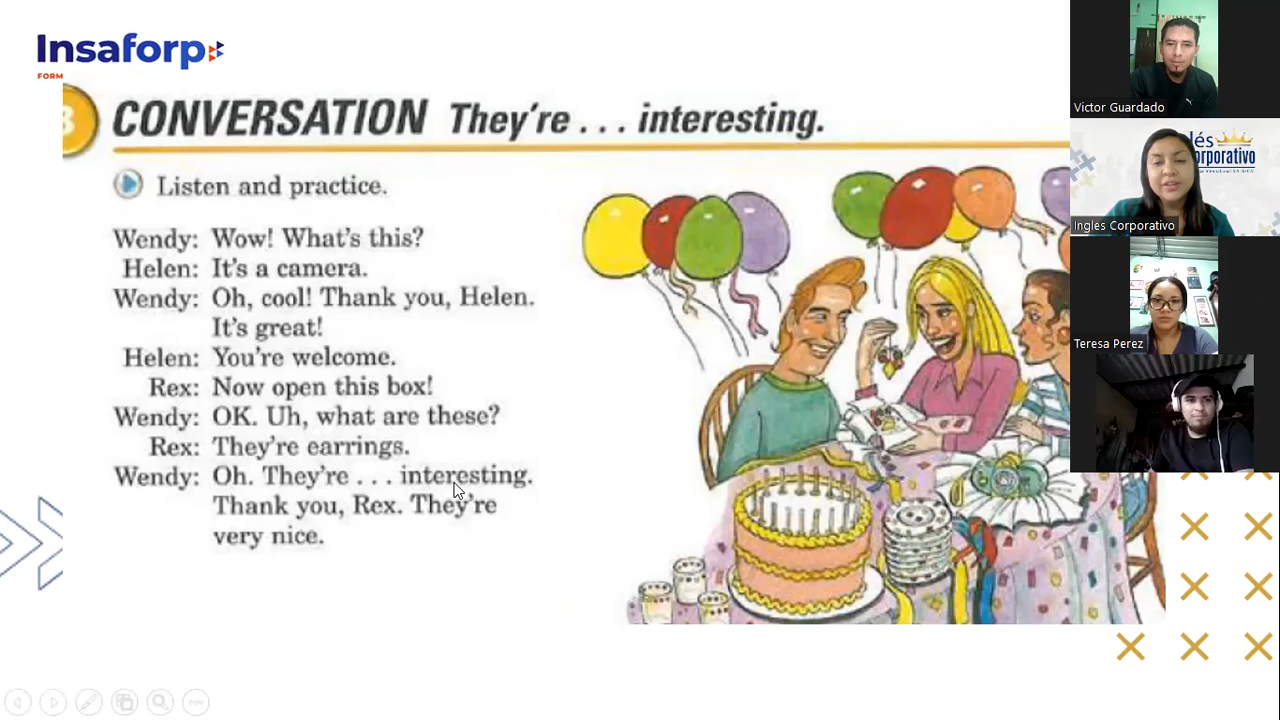 Insaforp
FORM
CONVERSATION They're . . . interesting.
Listen and practice.
Wendy: Wow! What's this?
Helen: It's a camera.
Wendy: Oh, cool! Thank you, Helen.
It's great!
Helen: You're welcome.
Rex: Now open this box!
Wendy: OK. Uh, what are these?
Rex: They're earrings.
Wendy: Oh. They're . . . interesting.
Thank you, Rex. They're
very nice.
Victor Guardado
Ingles Corporativo
Teresa Perez